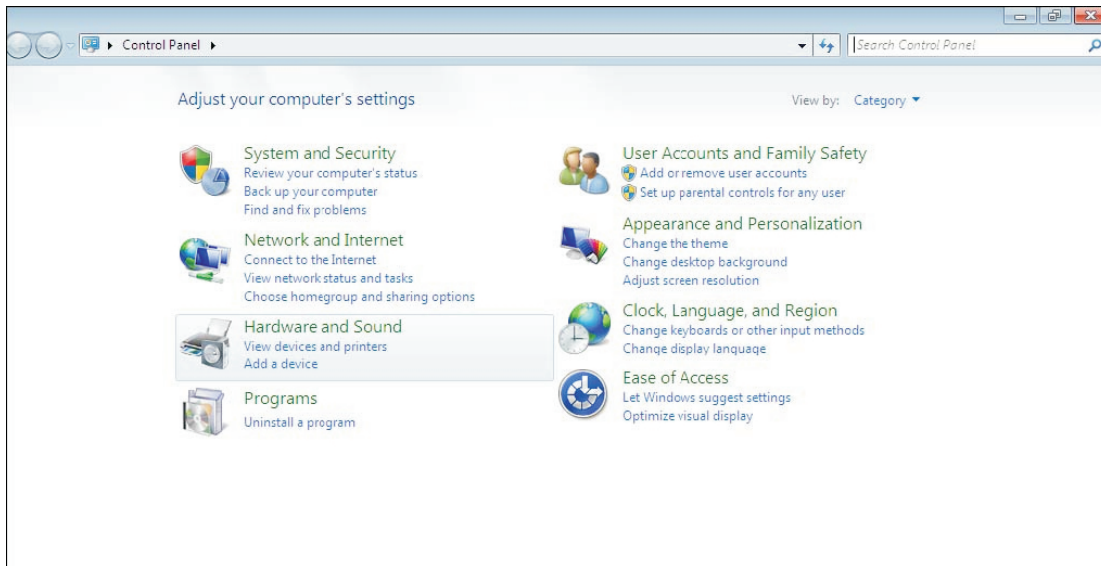 Control Panel
Search Control Panel
Adjust your computer's settings
View by: Category
System and Security
Review your computer's status
Back up your computer
Find and fix problems
Network and Internet
Connect to the Internet
View network status and tasks
Choose homegroup and sharing options
Hardware and Sound
View devices and printers
Add a device
Programs
Uninstall a program
User Accounts and Family Safety
Add or remove user accounts
Set up parental controls for any user
Appearance and Personalization
Change the theme
Change desktop background
Adjust screen resolution
Clock, Language, and Region
Change keyboards or other input methods
Change display language
Ease of Access
Let Windows suggest settings
Optimize visual display